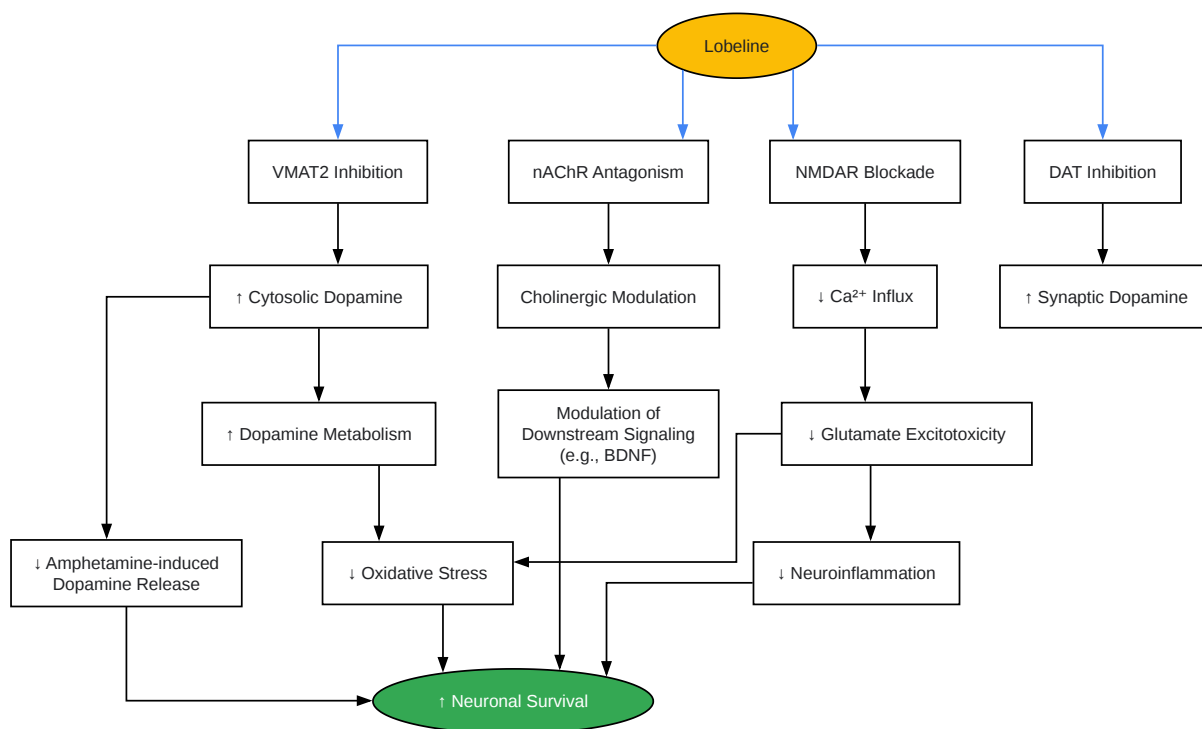 Lobeline
VMAT2 Inhibition
nAChR Antagonism
NMDAR Blockade
DAT Inhibition
↑ Cytosolic Dopamine
Cholinergic Modulation
↓ Ca²⁺ Influx
↑ Synaptic Dopamine
↑ Dopamine Metabolism
Modulation of
Downstream Signaling
(e.g., BDNF)
↓ Glutamate Excitotoxicity
↓ Amphetamine-induced
Dopamine Release
↓ Oxidative Stress
↓ Neuroinflammation
↑ Neuronal Survival